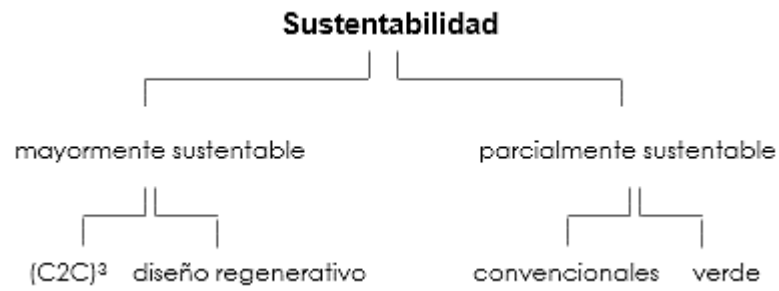 Sustentabilidad
mayormente sustentable parcialmente sustentable
(C2C)³ diseño regenerativo convencionales verde